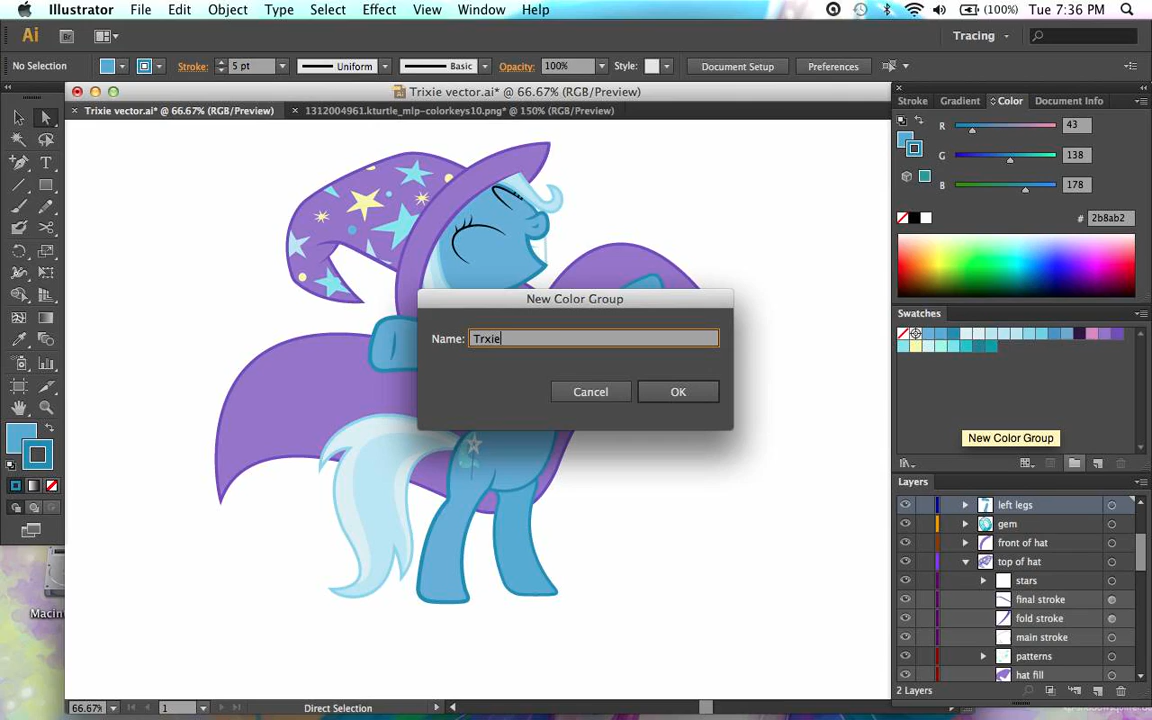 Illustrator File Edit Object Type Select Effect View Window Help (100%) Tue 7:36 PM
Ai Br Tracing
No Selection Stroke: 5 pt Uniform Basic Opacity: 100% Style: Document Setup Preferences
Trixie vector.ai* @ 66.67% (RGB/Preview)
× Trixie vector.ai* @ 66.67% (RGB/Preview) × 1312004961.kturtle_mlp-colorkeys10.png* @ 150% (RGB/Preview)
Stroke Gradient Color Document Info
R 43
G 138
B 178
# 2b8ab2
Swatches
New Color Group
Name: Trxie
Cancel OK
New Color Group
Layers
left legs
gem
front of hat
top of hat
stars
final stroke
fold stroke
main stroke
patterns
hat fill
2 Layers
Macin
66.67% 1 Direct Selection